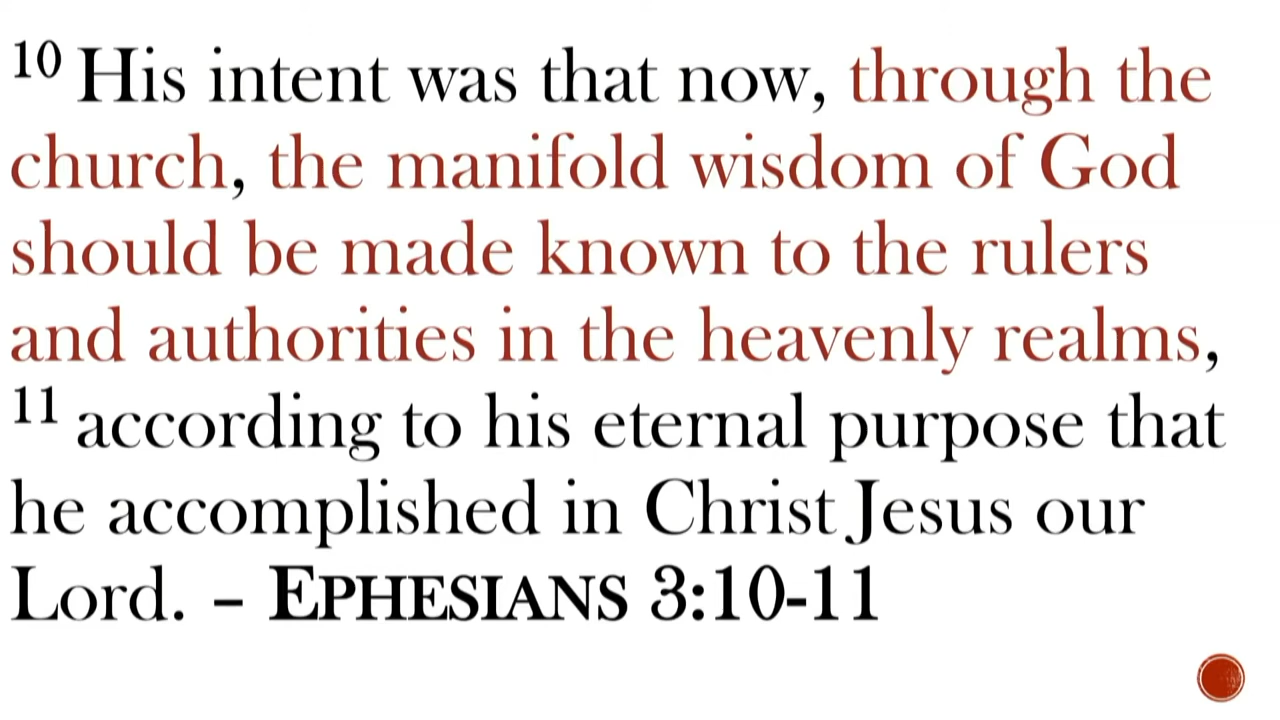 10 His intent was that now, through the
church, the manifold wisdom of God
should be made known to the rulers
and authorities in the heavenly realms,
11 according to his eternal purpose that
he accomplished in Christ Jesus our
Lord. – EPHESIANS 3:10-11